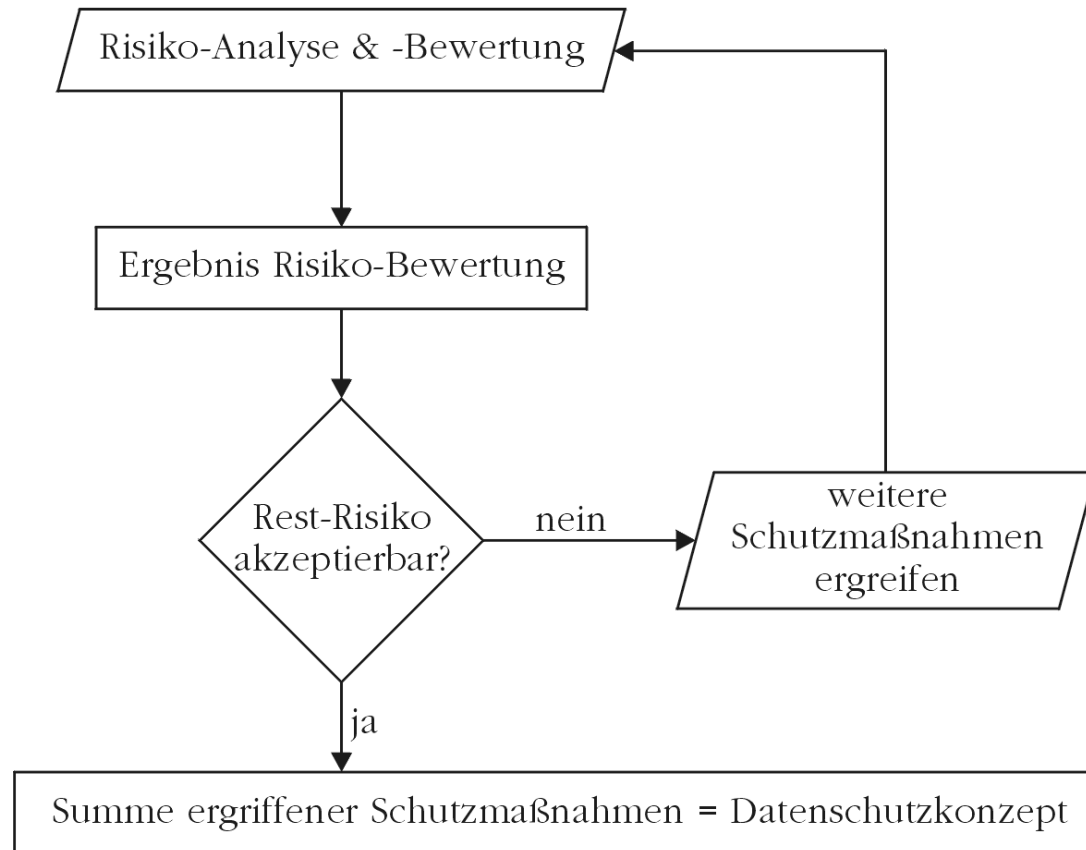 Risiko-Analyse & -Bewertung
Ergebnis Risiko-Bewertung
Rest-Risiko
akzeptierbar?
nein
weitere
Schutzmaßnahmen
ergreifen
ja
Summe ergriffener Schutzmaßnahmen = Datenschutzkonzept